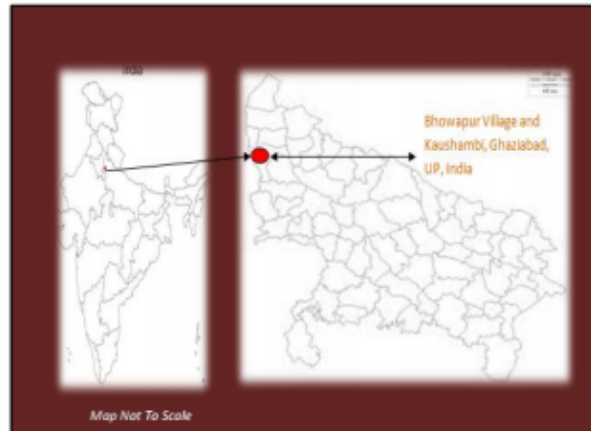 India
Bhowapur Village and
Kaushambi, Ghaziabad,
UP, India
Map Not To Scale